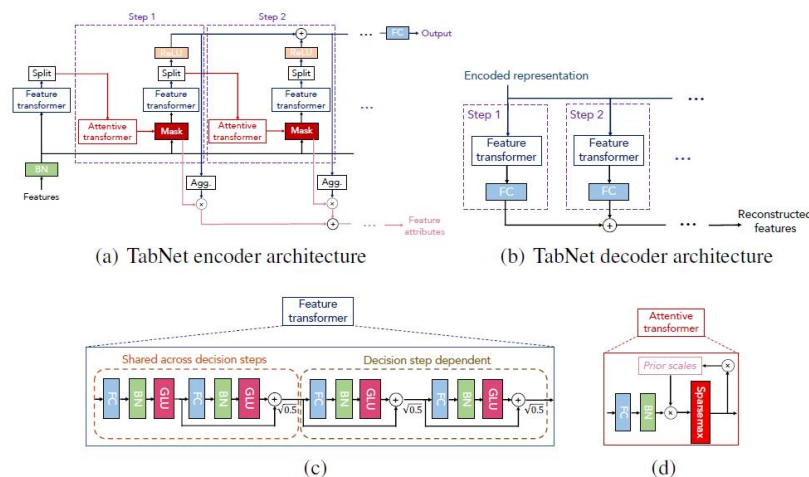 Step 1
Step 2
FC
Output
ReLU
ReLU
Split
Split
Split
Feature transformer
Feature transformer
Feature transformer
Attentive transformer
Mask
Attentive transformer
Mask
BN
Features
Agg.
Agg.
Feature attributes
(a) TabNet encoder architecture
Encoded representation
Step 1
Step 2
Feature transformer
Feature transformer
FC
FC
Reconstructed features
(b) TabNet decoder architecture
Feature transformer
Shared across decision steps
Decision step dependent
FC
BN
GLU
FC
BN
GLU
√0.5
FC
BN
GLU
√0.5
FC
BN
GLU
√0.5
(c)
Attentive transformer
Prior scales
FC
BN
Sparsemax
(d)